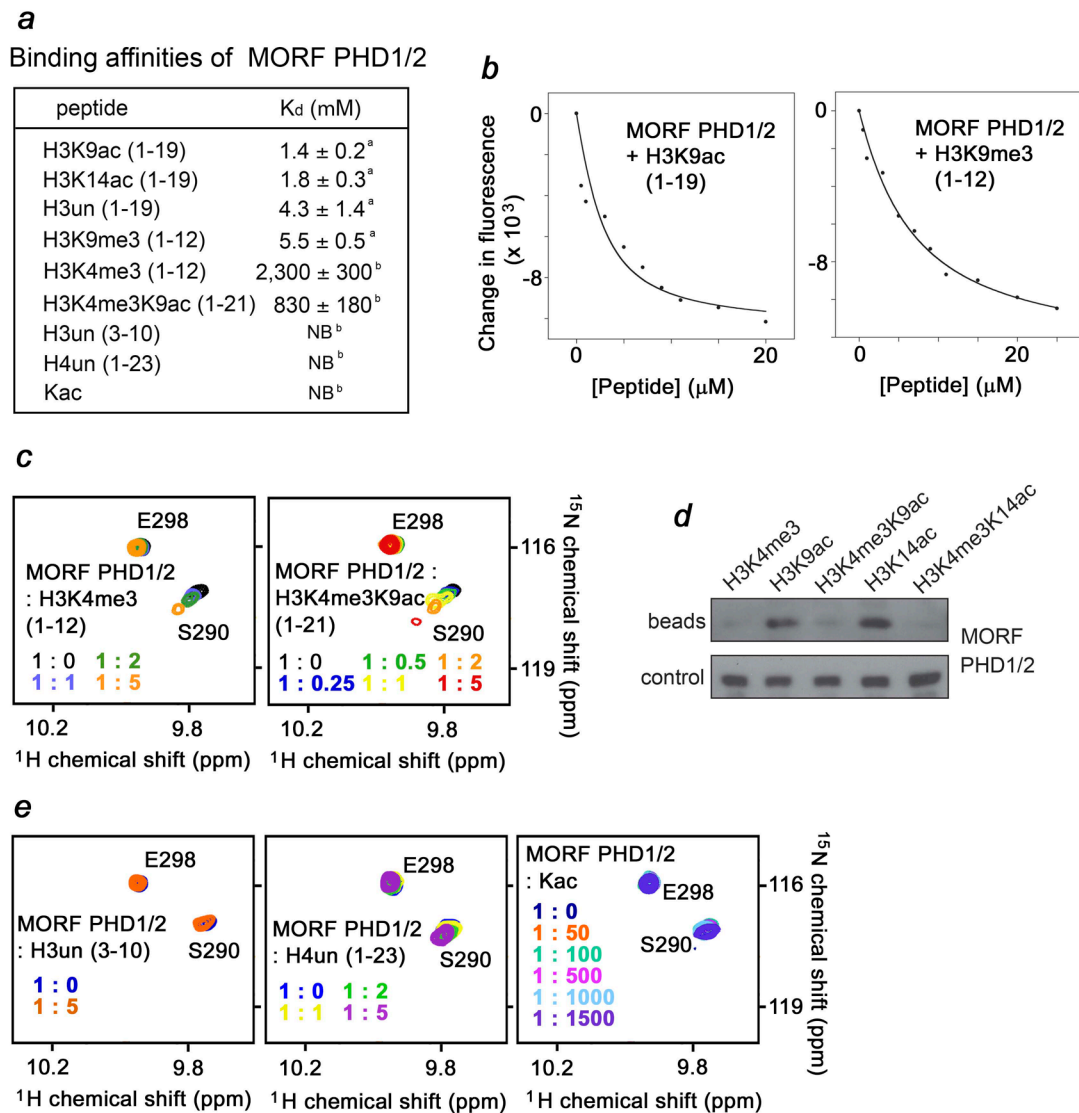 a
Binding affinities of MORF PHD1/2
peptide Kd (mM)
H3K9ac (1-19) 1.4 ± 0.2 a
H3K14ac (1-19) 1.8 ± 0.3 a
H3un (1-19) 4.3 ± 1.4 a
H3K9me3 (1-12) 5.5 ± 0.5 a
H3K4me3 (1-12) 2,300 ± 300 b
H3K4me3K9ac (1-21) 830 ± 180 b
H3un (3-10) NB b
H4un (1-23) NB b
Kac NB b
b
Change in fluorescence
(x 10³)
0
-8
MORF PHD1/2
+ H3K9ac
(1-19)
0 20
[Peptide] (μM)
0
-8
MORF PHD1/2
+ H3K9me3
(1-12)
0 20
[Peptide] (μM)
c
E298
MORF PHD1/2
: H3K4me3
(1-12)
S290
1 : 0 1 : 2
1 : 1 1 : 5
10.2 9.8
¹H chemical shift (ppm)
E298
MORF PHD1/2 :
H3K4me3K9ac
(1-21)
S290
1 : 0 1 : 0.5 1 : 2
1 : 0.25 1 : 1 1 : 5
10.2 9.8
¹H chemical shift (ppm)
116
119
¹⁵N chemical shift (ppm)
d
H3K4me3
H3K9ac
H3K4me3K9ac
H3K14ac
H3K4me3K14ac
beads
control
MORF
PHD1/2
e
E298
MORF PHD1/2
: H3un (3-10)
S290
1 : 0
1 : 5
10.2 9.8
¹H chemical shift (ppm)
E298
MORF PHD1/2
: H4un (1-23)
S290
1 : 0 1 : 2
1 : 1 1 : 5
10.2 9.8
¹H chemical shift (ppm)
MORF PHD1/2
: Kac
E298
S290
1 : 0
1 : 50
1 : 100
1 : 500
1 : 1000
1 : 1500
10.2 9.8
¹H chemical shift (ppm)
116
119
¹⁵N chemical shift (ppm)